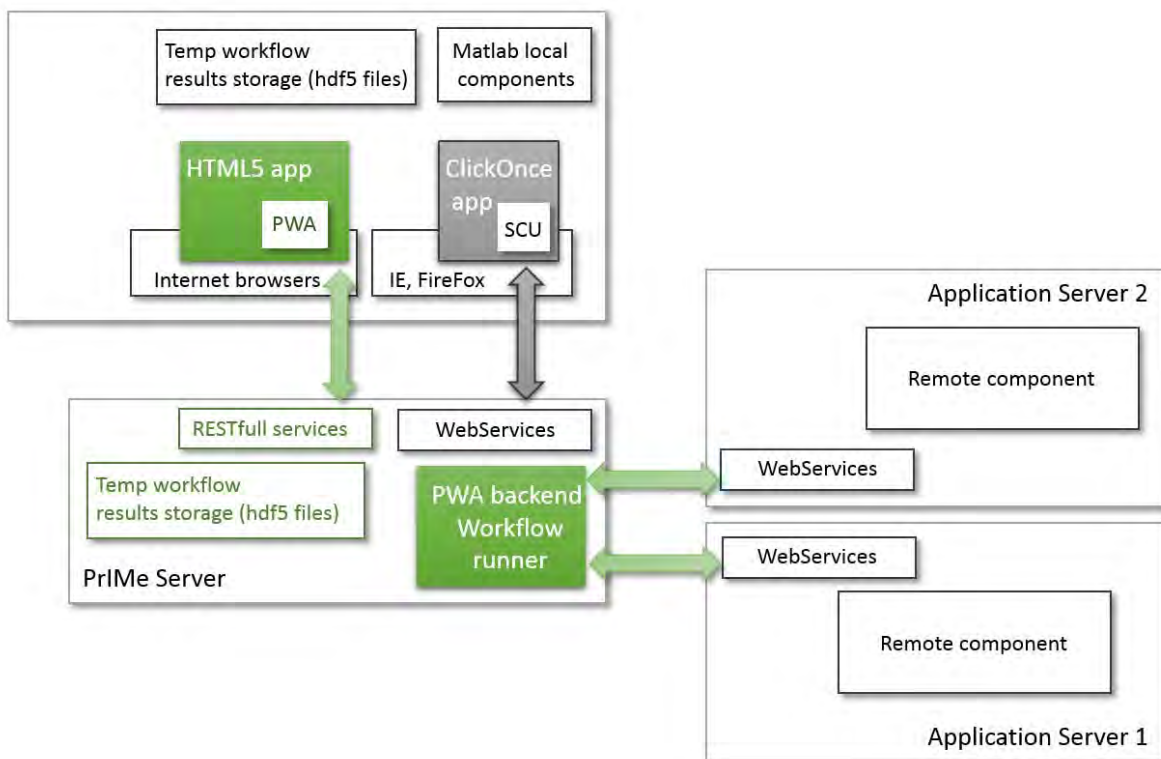 Temp workflow
results storage (hdf5 files)
Matlab local
components
HTML5 app
PWA
Internet browsers
ClickOnce
app
SCU
IE, FireFox
Application Server 2
Remote component
WebServices
RESTfull services
WebServices
Temp workflow
results storage (hdf5 files)
PWA backend
Workflow
runner
PrIMe Server
WebServices
Remote component
Application Server 1